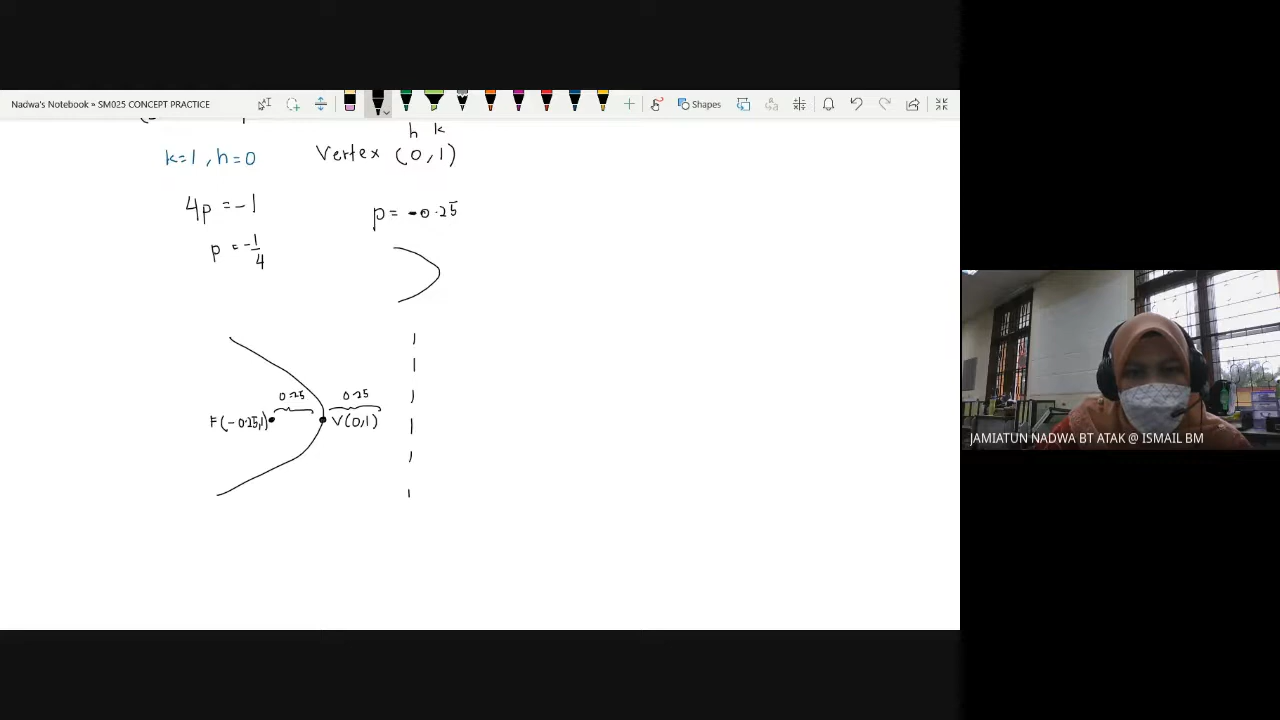 Nadwa's Notebook » SM025 CONCEPT PRACTICE
Shapes
h k
k=1 , h=0
Vertex (0,1)
4p = -1
p = -0.25
p = -1/4
0.25
0.25
F(-0.25,1)
V(0,1)
JAMIATUN NADWA BT ATAK @ ISMAIL BM